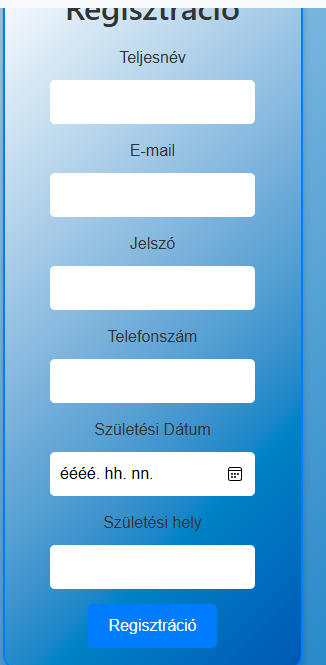 Regisztráció
Teljesnév
E-mail
Jelszó
Telefonszám
Születési Dátum
éééé. hh. nn.
Születési hely
Regisztráció